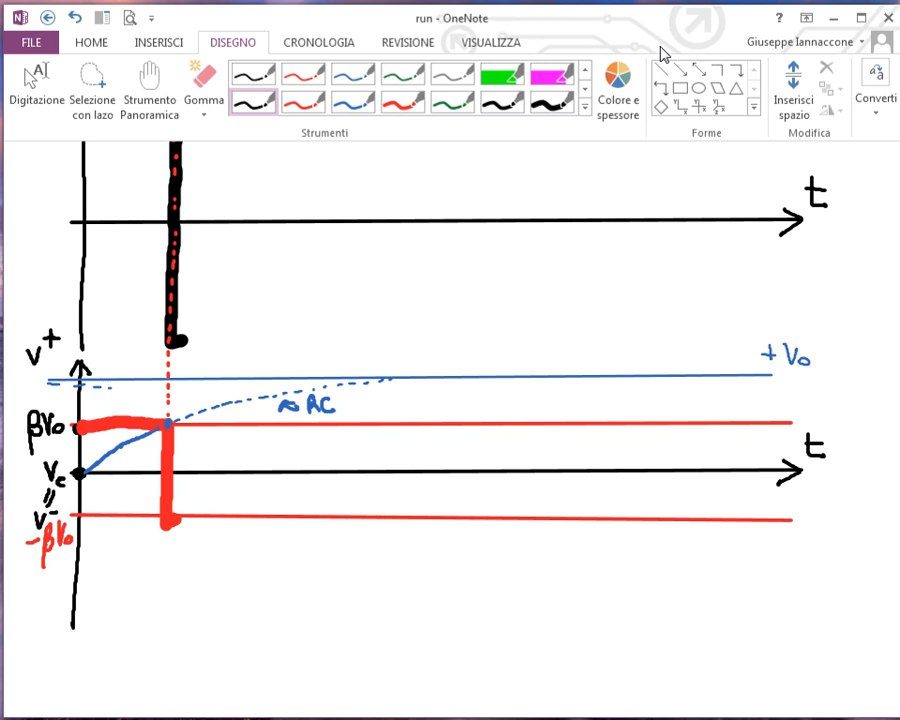 run - OneNote
?
FILE HOME INSERISCI DISEGNO CRONOLOGIA REVISIONE VISUALIZZA Giuseppe Iannaccone
Digitazione
Selezione con lazo
Strumento Panoramica
Gomma
Colore e spessore
Inserisci spazio
Converti
Strumenti Forme Modifica
t
v+
+V₀
≈ RC
βV₀
t
Vc
=
v-
-βV₀